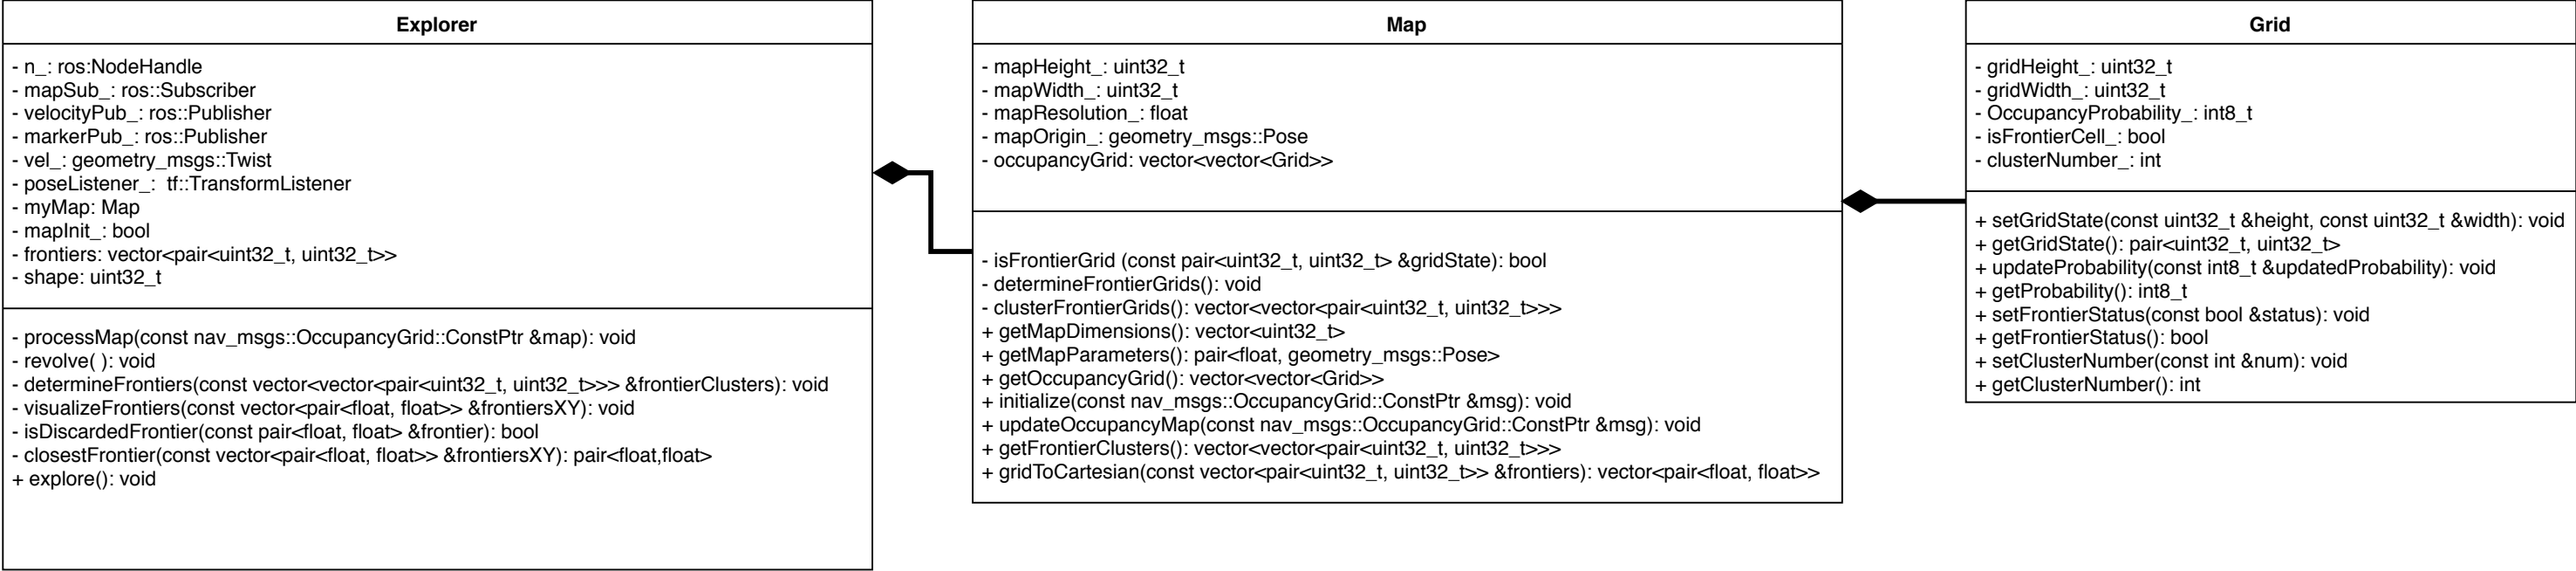 Explorer
- n_: ros:NodeHandle
- mapSub_: ros::Subscriber
- velocityPub_: ros::Publisher
- markerPub_: ros::Publisher
- vel_: geometry_msgs::Twist
- poseListener_:  tf::TransformListener
- myMap: Map
- mapInit_: bool
- frontiers: vector<pair<uint32_t, uint32_t>>
- shape: uint32_t
- processMap(const nav_msgs::OccupancyGrid::ConstPtr &map): void
- revolve( ): void
- determineFrontiers(const vector<vector<pair<uint32_t, uint32_t>>> &frontierClusters): void
- visualizeFrontiers(const vector<pair<float, float>> &frontiersXY): void
- isDiscardedFrontier(const pair<float, float> &frontier): bool
- closestFrontier(const vector<pair<float, float>> &frontiersXY): pair<float,float>
+ explore(): void
Map
- mapHeight_: uint32_t
- mapWidth_: uint32_t
- mapResolution_: float
- mapOrigin_: geometry_msgs::Pose
- occupancyGrid: vector<vector<Grid>>
- isFrontierGrid (const pair<uint32_t, uint32_t> &gridState): bool
- determineFrontierGrids(): void
- clusterFrontierGrids(): vector<vector<pair<uint32_t, uint32_t>>>
+ getMapDimensions(): vector<uint32_t>
+ getMapParameters(): pair<float, geometry_msgs::Pose>
+ getOccupancyGrid(): vector<vector<Grid>>
+ initialize(const nav_msgs::OccupancyGrid::ConstPtr &msg): void
+ updateOccupancyMap(const nav_msgs::OccupancyGrid::ConstPtr &msg): void
+ getFrontierClusters(): vector<vector<pair<uint32_t, uint32_t>>>
+ gridToCartesian(const vector<pair<uint32_t, uint32_t>> &frontiers): vector<pair<float, float>>
Grid
- gridHeight_: uint32_t
- gridWidth_: uint32_t
- OccupancyProbability_: int8_t
- isFrontierCell_: bool
- clusterNumber_: int
+ setGridState(const uint32_t &height, const uint32_t &width): void
+ getGridState(): pair<uint32_t, uint32_t>
+ updateProbability(const int8_t &updatedProbability): void
+ getProbability(): int8_t
+ setFrontierStatus(const bool &status): void
+ getFrontierStatus(): bool
+ setClusterNumber(const int &num): void
+ getClusterNumber(): int